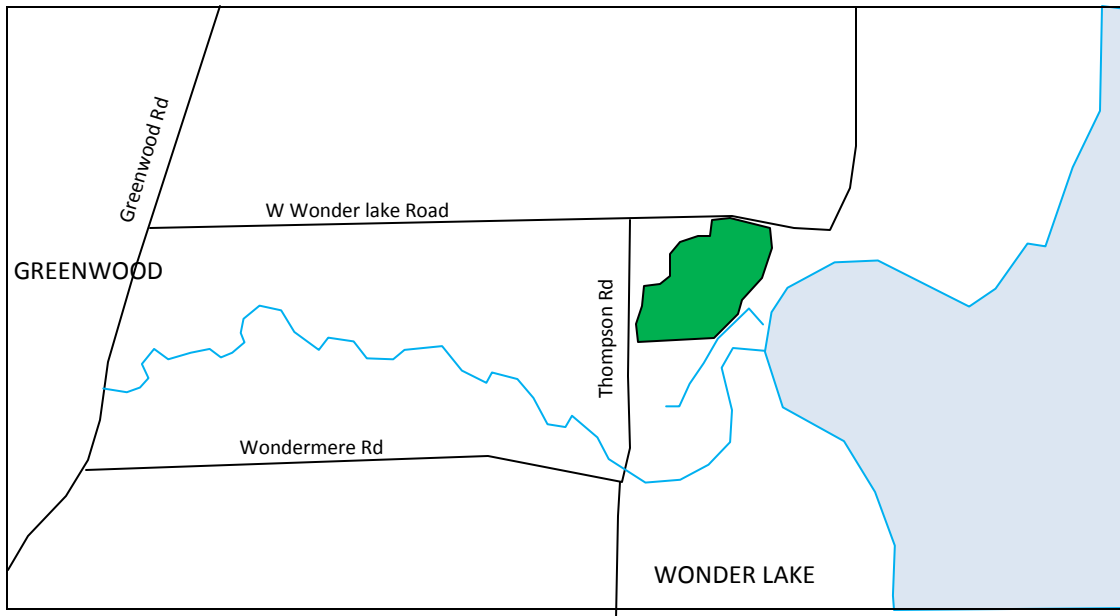 Greenwood Rd
W Wonder lake Road
GREENWOOD
Thompson Rd
Wondermere Rd
WONDER LAKE